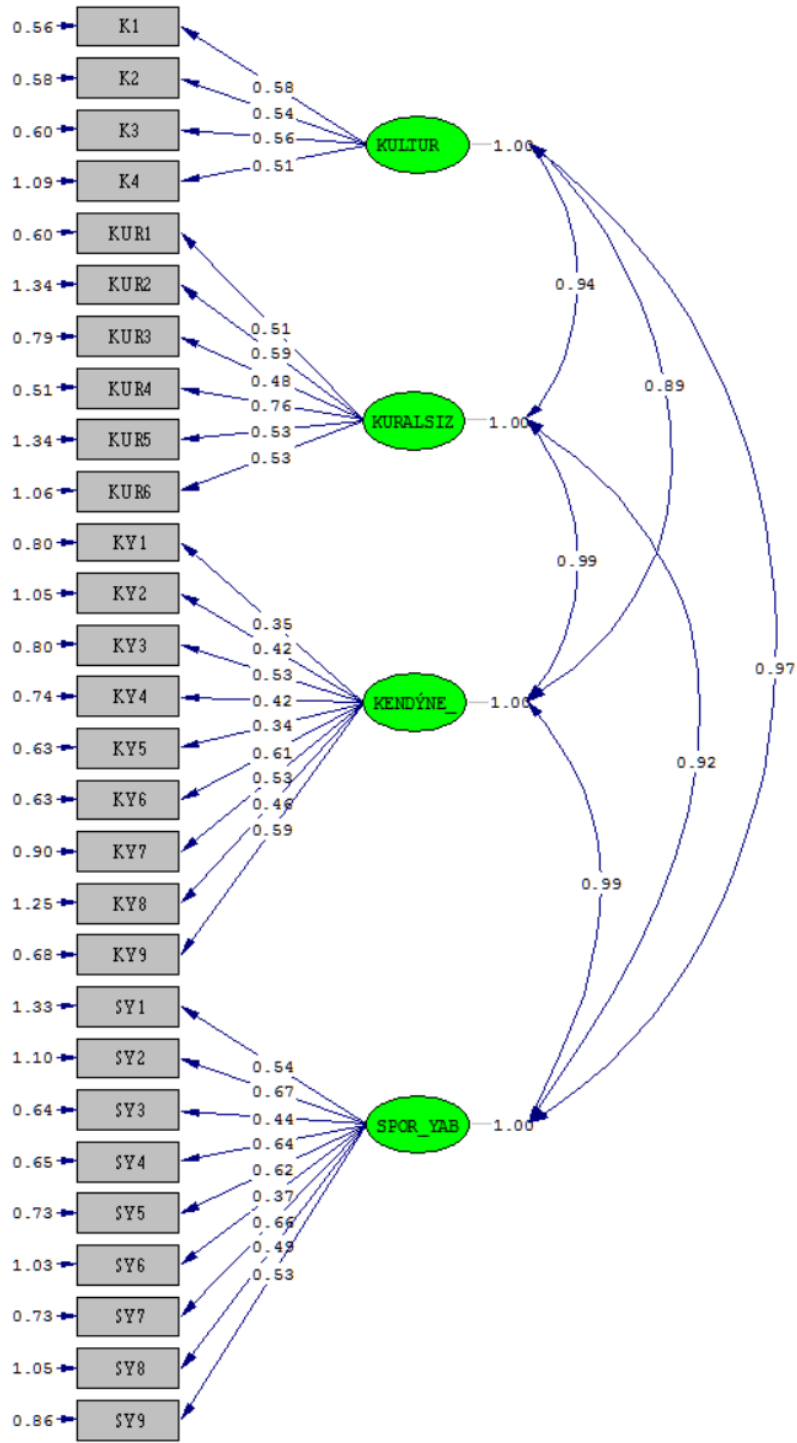 0.56 K1
0.58 K2
0.60 K3
1.09 K4
0.60 KUR1
1.34 KUR2
0.79 KUR3
0.51 KUR4
1.34 KUR5
1.06 KUR6
0.80 KY1
1.05 KY2
0.80 KY3
0.74 KY4
0.63 KY5
0.63 KY6
0.90 KY7
1.25 KY8
0.68 KY9
1.33 SY1
1.10 SY2
0.64 SY3
0.65 SY4
0.73 SY5
1.03 SY6
0.73 SY7
1.05 SY8
0.86 SY9
0.58
0.54
0.56
0.51
0.51
0.59
0.48
0.76
0.53
0.53
0.35
0.42
0.53
0.42
0.34
0.61
0.53
0.46
0.59
0.54
0.67
0.44
0.64
0.62
0.37
0.66
0.49
0.53
KULTUR 1.00
KURALSIZ 1.00
KENDÝNE_ 1.00
SPOR_YAB 1.00
0.94
0.89
0.99
0.97
0.92
0.99